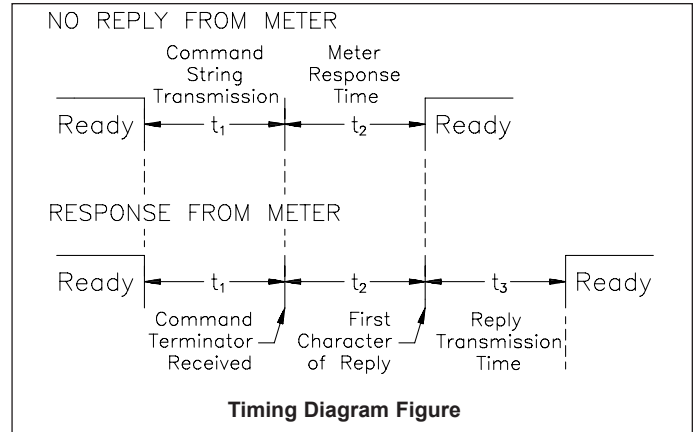 NO REPLY FROM METER
Command
String
Transmission
Meter
Response
Time
Ready
t₁
t₂
Ready
RESPONSE FROM METER
Ready
t₁
t₂
t₃
Ready
Command
Terminator
Received
First
Character
of Reply
Reply
Transmission
Time
Timing Diagram Figure